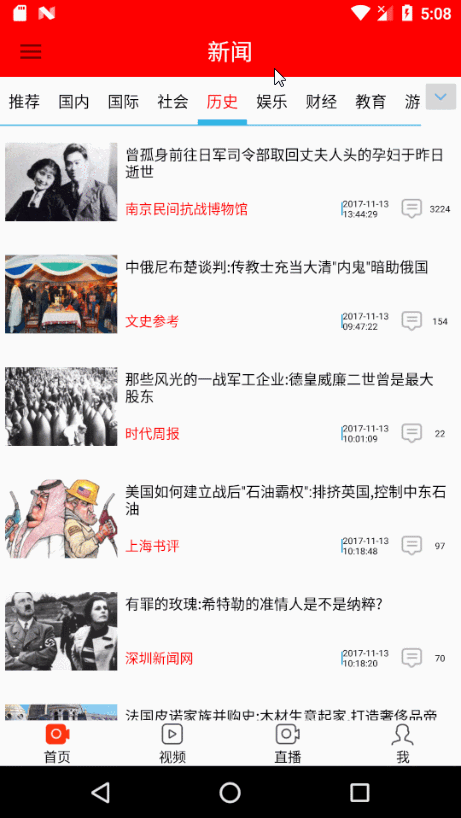 5:08
新闻
推荐 国内 国际 社会 历史 娱乐 财经 教育 游
曾孤身前往日军司令部取回丈夫人头的孕妇于昨日
逝世
南京民间抗战博物馆
2017-11-13
13:44:29
3224
中俄尼布楚谈判:传教士充当大清"内鬼"暗助俄国
文史参考
2017-11-13
09:47:22
154
那些风光的一战军工企业:德皇威廉二世曾是最大
股东
时代周报
2017-11-13
10:01:09
22
美国如何建立战后"石油霸权":排挤英国,控制中东石
油
上海书评
2017-11-13
10:18:48
97
有罪的玫瑰:希特勒的准情人是不是纳粹?
深圳新闻网
2017-11-13
10:18:20
70
法国皮诺家族并购史:木材生意起家,打造奢侈品帝
首页 视频 直播 我